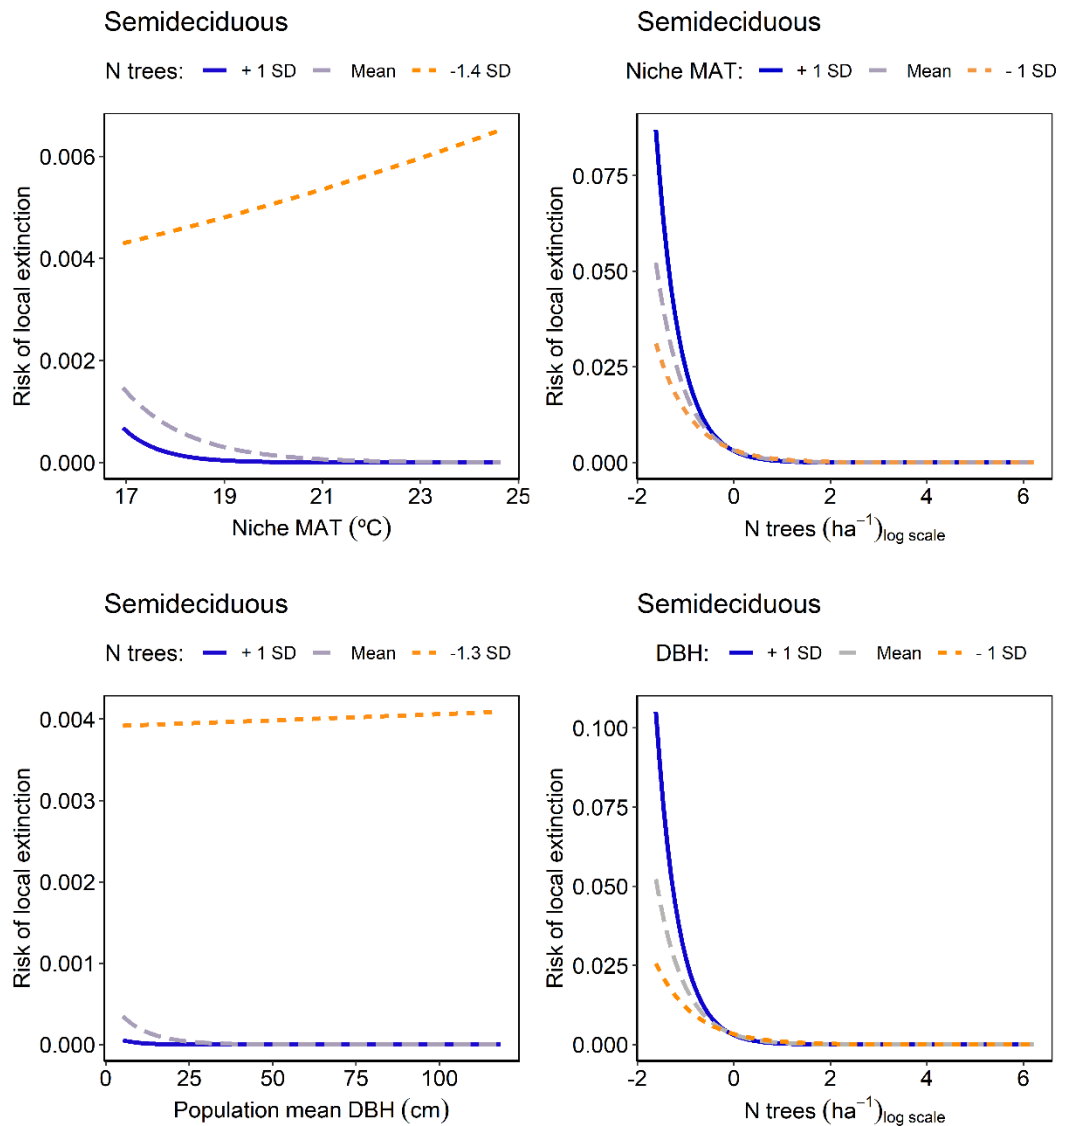 Semideciduous
N trees: + 1 SD Mean -1.4 SD
Risk of local extinction
0.006
0.004
0.002
0.000
17 19 21 23 25
Niche MAT (ºC)
Semideciduous
Niche MAT: + 1 SD Mean - 1 SD
Risk of local extinction
0.075
0.050
0.025
0.000
-2 0 2 4 6
N trees (ha⁻¹)log scale
Semideciduous
N trees: + 1 SD Mean -1.3 SD
Risk of local extinction
0.004
0.003
0.002
0.001
0.000
0 25 50 75 100
Population mean DBH (cm)
Semideciduous
DBH: + 1 SD Mean - 1 SD
Risk of local extinction
0.100
0.075
0.050
0.025
0.000
-2 0 2 4 6
N trees (ha⁻¹)log scale